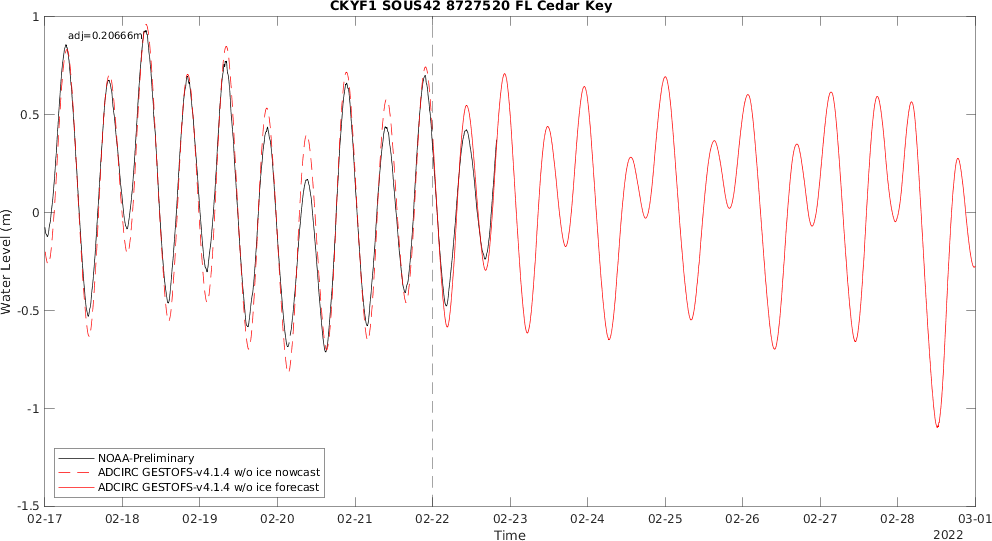 CKYF1 SOUS42 8727520 FL Cedar Key
adj=0.20666m
1
0.5
0
-0.5
-1
-1.5
Water Level (m)
NOAA-Preliminary
ADCIRC GESTOFS-v4.1.4 w/o ice nowcast
ADCIRC GESTOFS-v4.1.4 w/o ice forecast
02-17 02-18 02-19 02-20 02-21 02-22 02-23 02-24 02-25 02-26 02-27 02-28 03-01
Time
2022